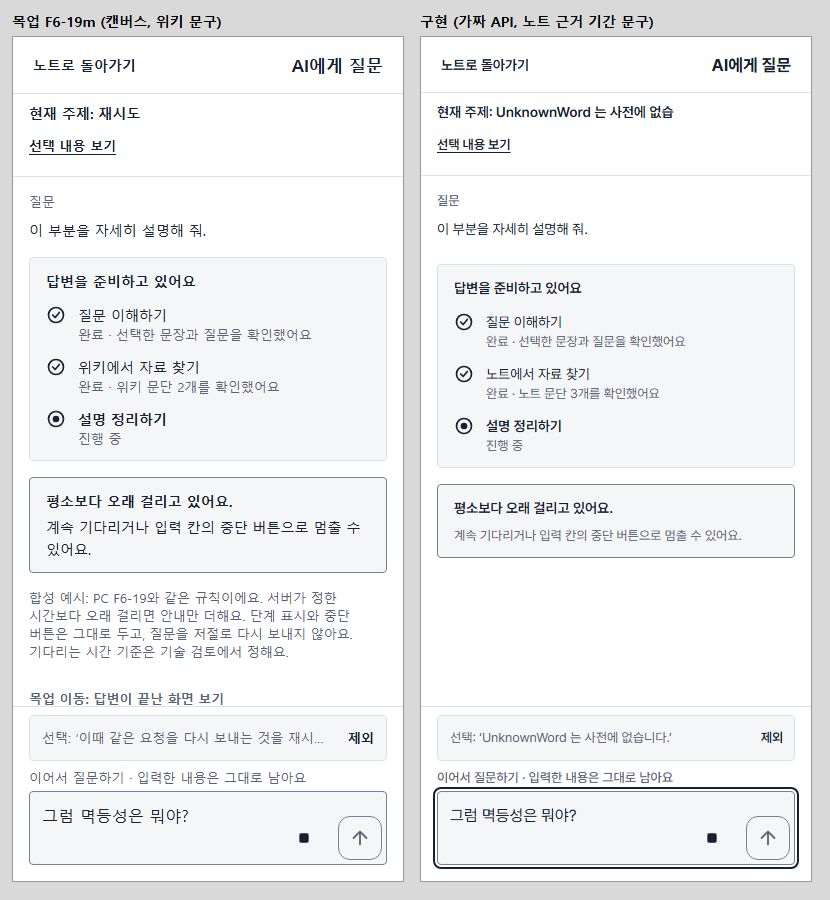 목업 F6-19m (캔버스, 위키 문구)
노트로 돌아가기
AI에게 질문
현재 주제: 재시도
선택 내용 보기
질문
이 부분을 자세히 설명해 줘.
답변을 준비하고 있어요
질문 이해하기
완료 · 선택한 문장과 질문을 확인했어요
위키에서 자료 찾기
완료 · 위키 문단 2개를 확인했어요
설명 정리하기
진행 중
평소보다 오래 걸리고 있어요.
계속 기다리거나 입력 칸의 중단 버튼으로 멈출 수
있어요.
합성 예시: PC F6-19와 같은 규칙이에요. 서버가 정한
시간보다 오래 걸리면 안내만 더해요. 단계 표시와 중단
버튼은 그대로 두고, 질문을 저절로 다시 보내지 않아요.
기다리는 시간 기준은 기술 검토에서 정해요.
목업 이동: 답변이 끝난 화면 보기
선택: ‘이때 같은 요청을 다시 보내는 것을 재시...
제외
이어서 질문하기 · 입력한 내용은 그대로 남아요
그럼 멱등성은 뭐야?
구현 (가짜 API, 노트 근거 기간 문구)
노트로 돌아가기
AI에게 질문
현재 주제: UnknownWord 는 사전에 없습
선택 내용 보기
질문
이 부분을 자세히 설명해 줘.
답변을 준비하고 있어요
질문 이해하기
완료 · 선택한 문장과 질문을 확인했어요
노트에서 자료 찾기
완료 · 노트 문단 3개를 확인했어요
설명 정리하기
진행 중
평소보다 오래 걸리고 있어요.
계속 기다리거나 입력 칸의 중단 버튼으로 멈출 수 있어요.
선택: ‘UnknownWord 는 사전에 없습니다.’
제외
이어서 질문하기 · 입력한 내용은 그대로 남아요
그럼 멱등성은 뭐야?